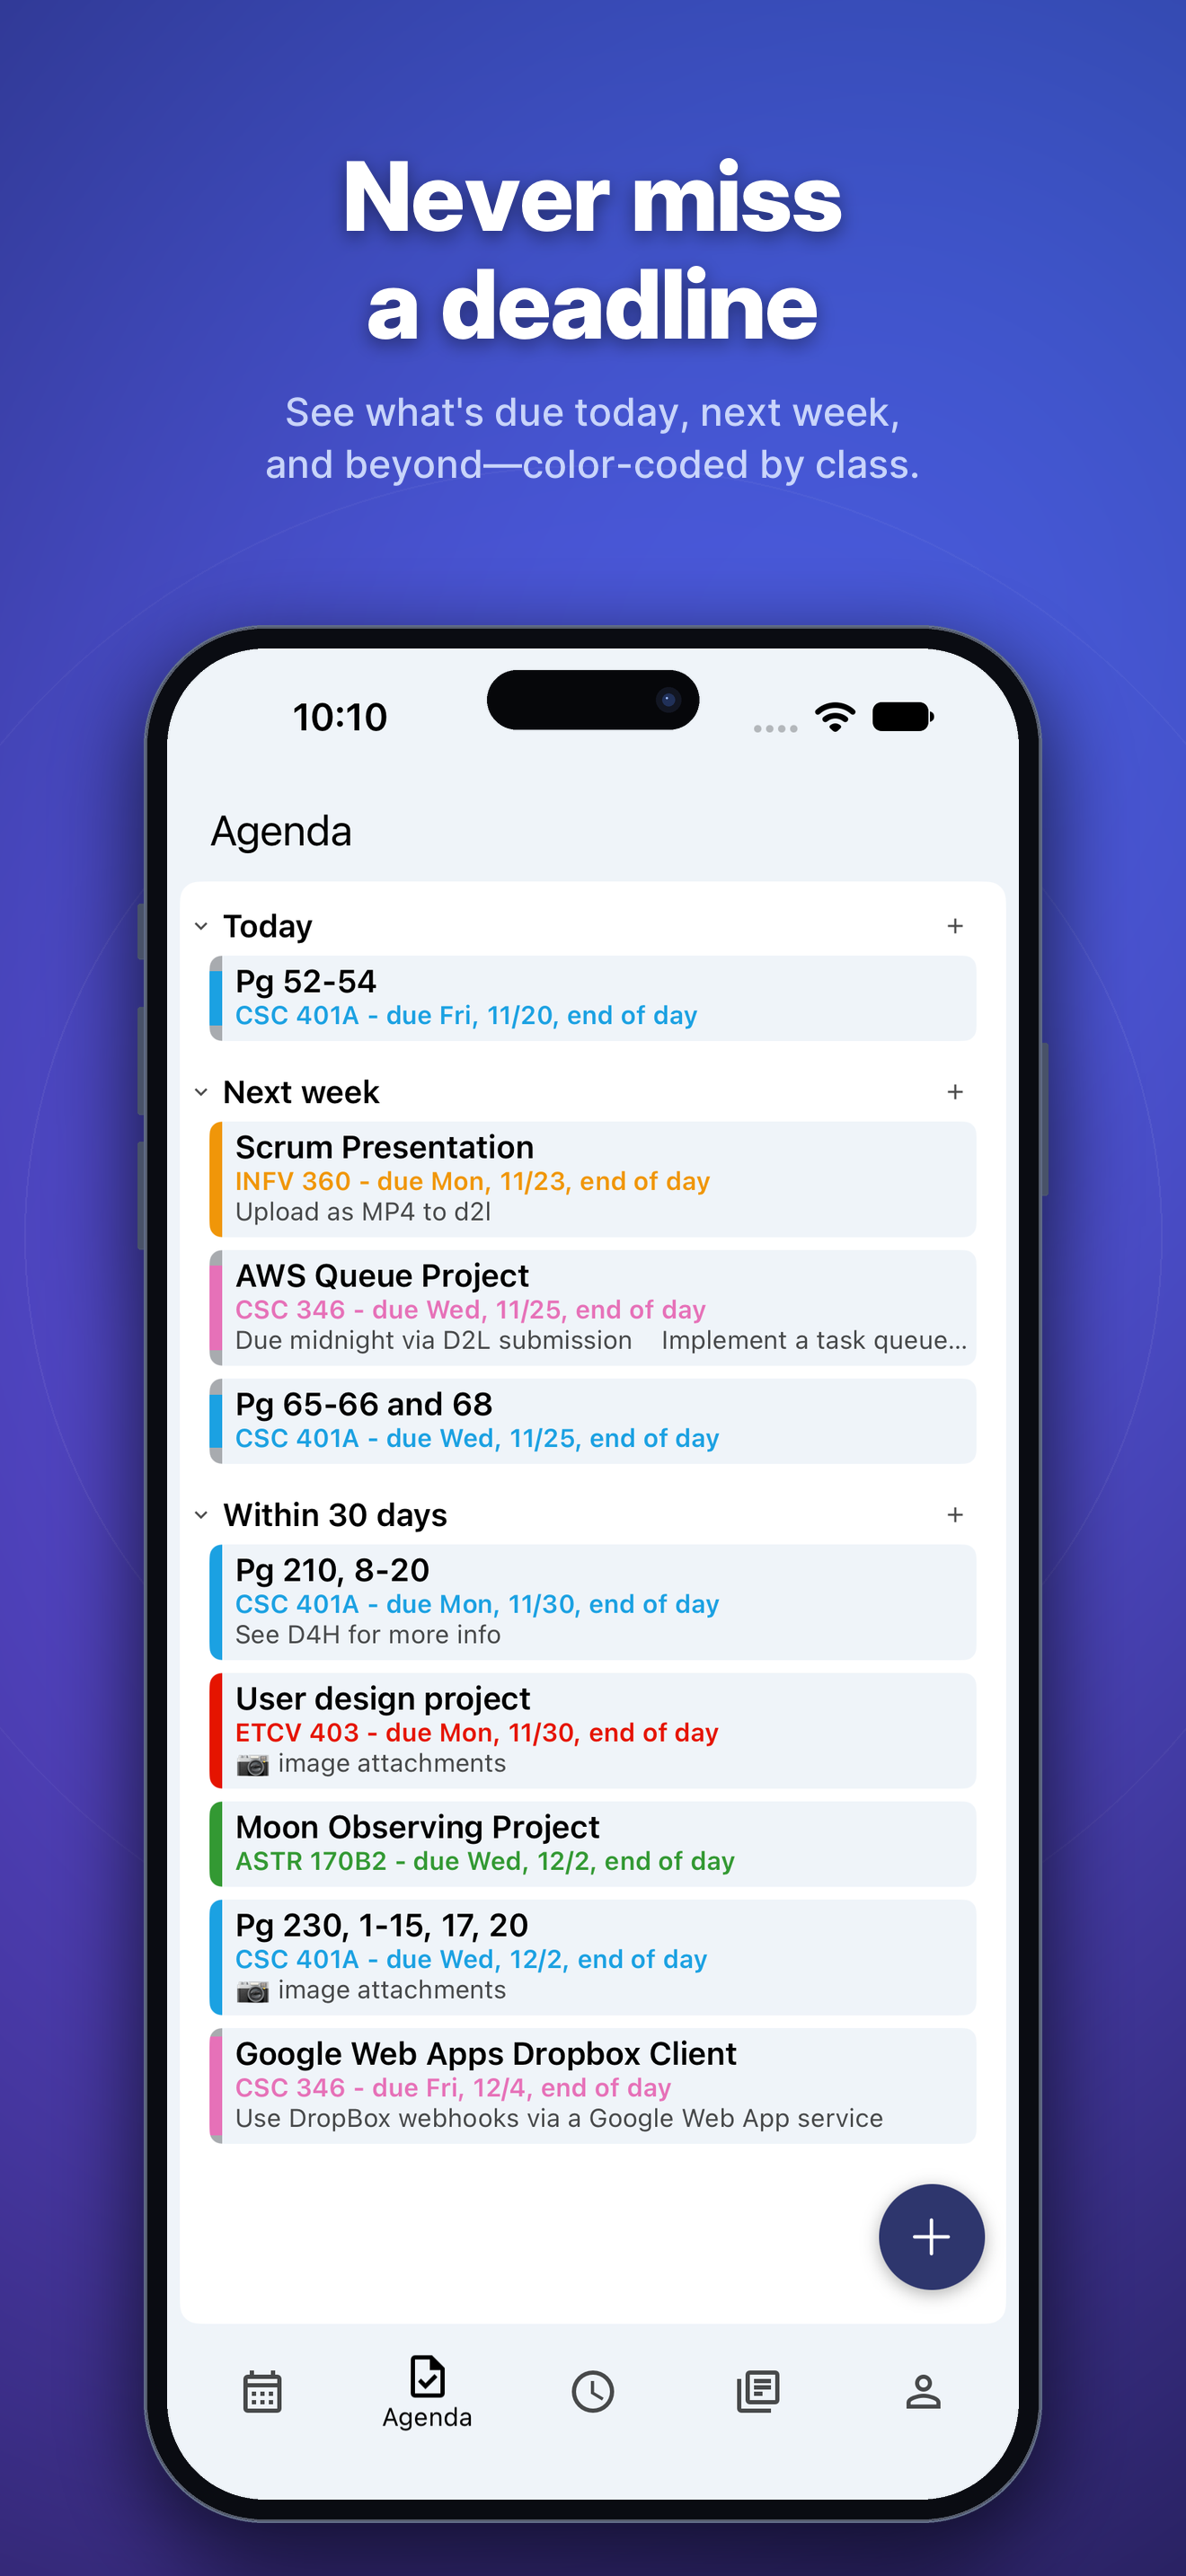 Never miss
a deadline
See what's due today, next week,
and beyond—color-coded by class.
10:10
Agenda
Today
Pg 52-54
CSC 401A - due Fri, 11/20, end of day
Next week
Scrum Presentation
INFV 360 - due Mon, 11/23, end of day
Upload as MP4 to d2l
AWS Queue Project
CSC 346 - due Wed, 11/25, end of day
Due midnight via D2L submission Implement a task queue...
Pg 65-66 and 68
CSC 401A - due Wed, 11/25, end of day
Within 30 days
Pg 210, 8-20
CSC 401A - due Mon, 11/30, end of day
See D4H for more info
User design project
ETCV 403 - due Mon, 11/30, end of day
📷 image attachments
Moon Observing Project
ASTR 170B2 - due Wed, 12/2, end of day
Pg 230, 1-15, 17, 20
CSC 401A - due Wed, 12/2, end of day
📷 image attachments
Google Web Apps Dropbox Client
CSC 346 - due Fri, 12/4, end of day
Use DropBox webhooks via a Google Web App service
Agenda